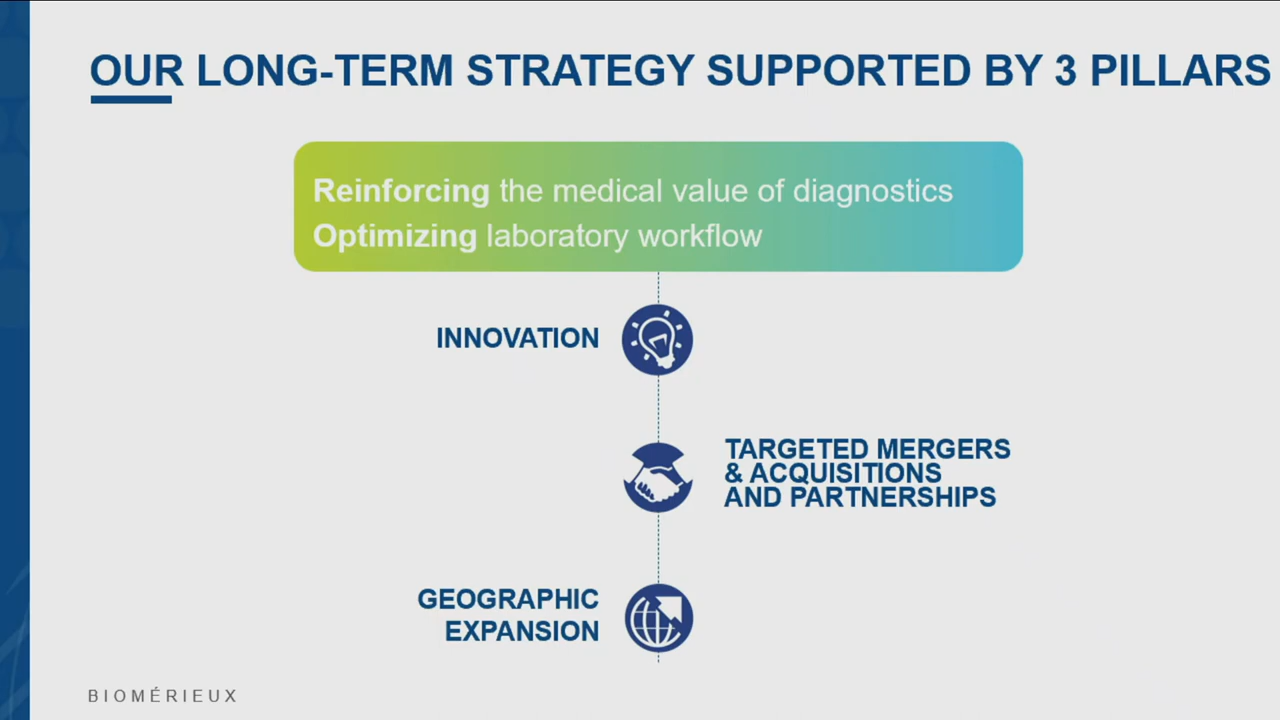 OUR LONG-TERM STRATEGY SUPPORTED BY 3 PILLARS
Reinforcing the medical value of diagnostics
Optimizing laboratory workflow
INNOVATION
TARGETED MERGERS
& ACQUISITIONS
AND PARTNERSHIPS
GEOGRAPHIC
EXPANSION
BIOMÉRIEUX